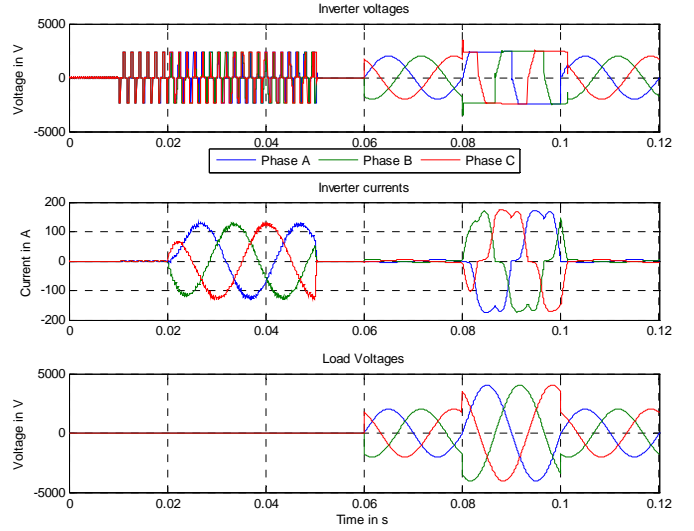 Inverter voltages
5000
0
-5000
Voltage in V
0 0.02 0.04 0.06 0.08 0.1 0.12
Phase A Phase B Phase C
Inverter currents
200
100
0
-100
-200
Current in A
0 0.02 0.04 0.06 0.08 0.1 0.12
Load Voltages
5000
0
-5000
Voltage in V
0 0.02 0.04 0.06 0.08 0.1 0.12
Time in s